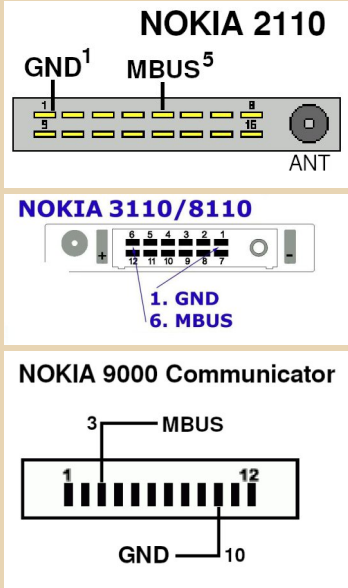 NOKIA 2110
GND1 MBUS5
1 8
9 16
ANT
NOKIA 3110/8110
6 5 4 3 2 1
+ -
12 11 10 9 8 7
1. GND
6. MBUS
NOKIA 9000 Communicator
3 MBUS
1 12
GND 10